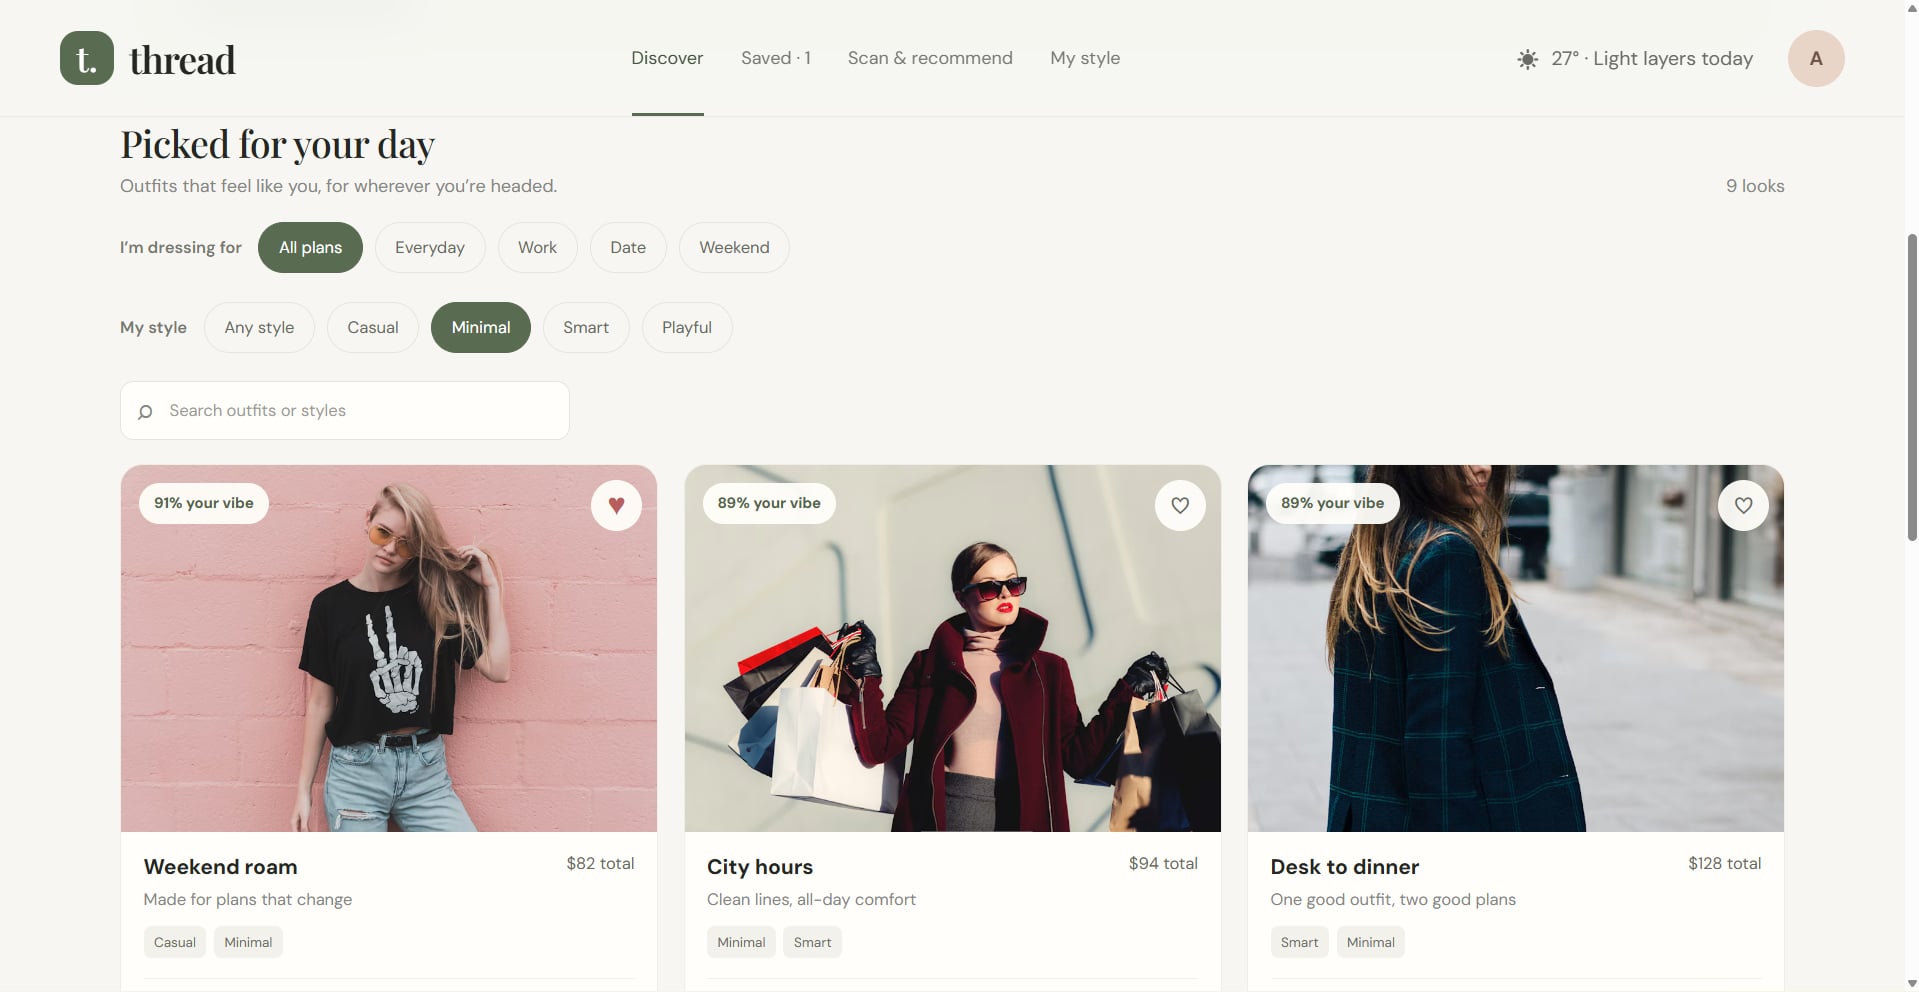 t. thread
Discover
Saved · 1
Scan & recommend
My style
27° · Light layers today
A
Picked for your day
Outfits that feel like you, for wherever you’re headed.
9 looks
I’m dressing for
All plans
Everyday
Work
Date
Weekend
My style
Any style
Casual
Minimal
Smart
Playful
Search outfits or styles
91% your vibe
89% your vibe
89% your vibe
Weekend roam
$82 total
Made for plans that change
Casual
Minimal
City hours
$94 total
Clean lines, all-day comfort
Minimal
Smart
Desk to dinner
$128 total
One good outfit, two good plans
Smart
Minimal